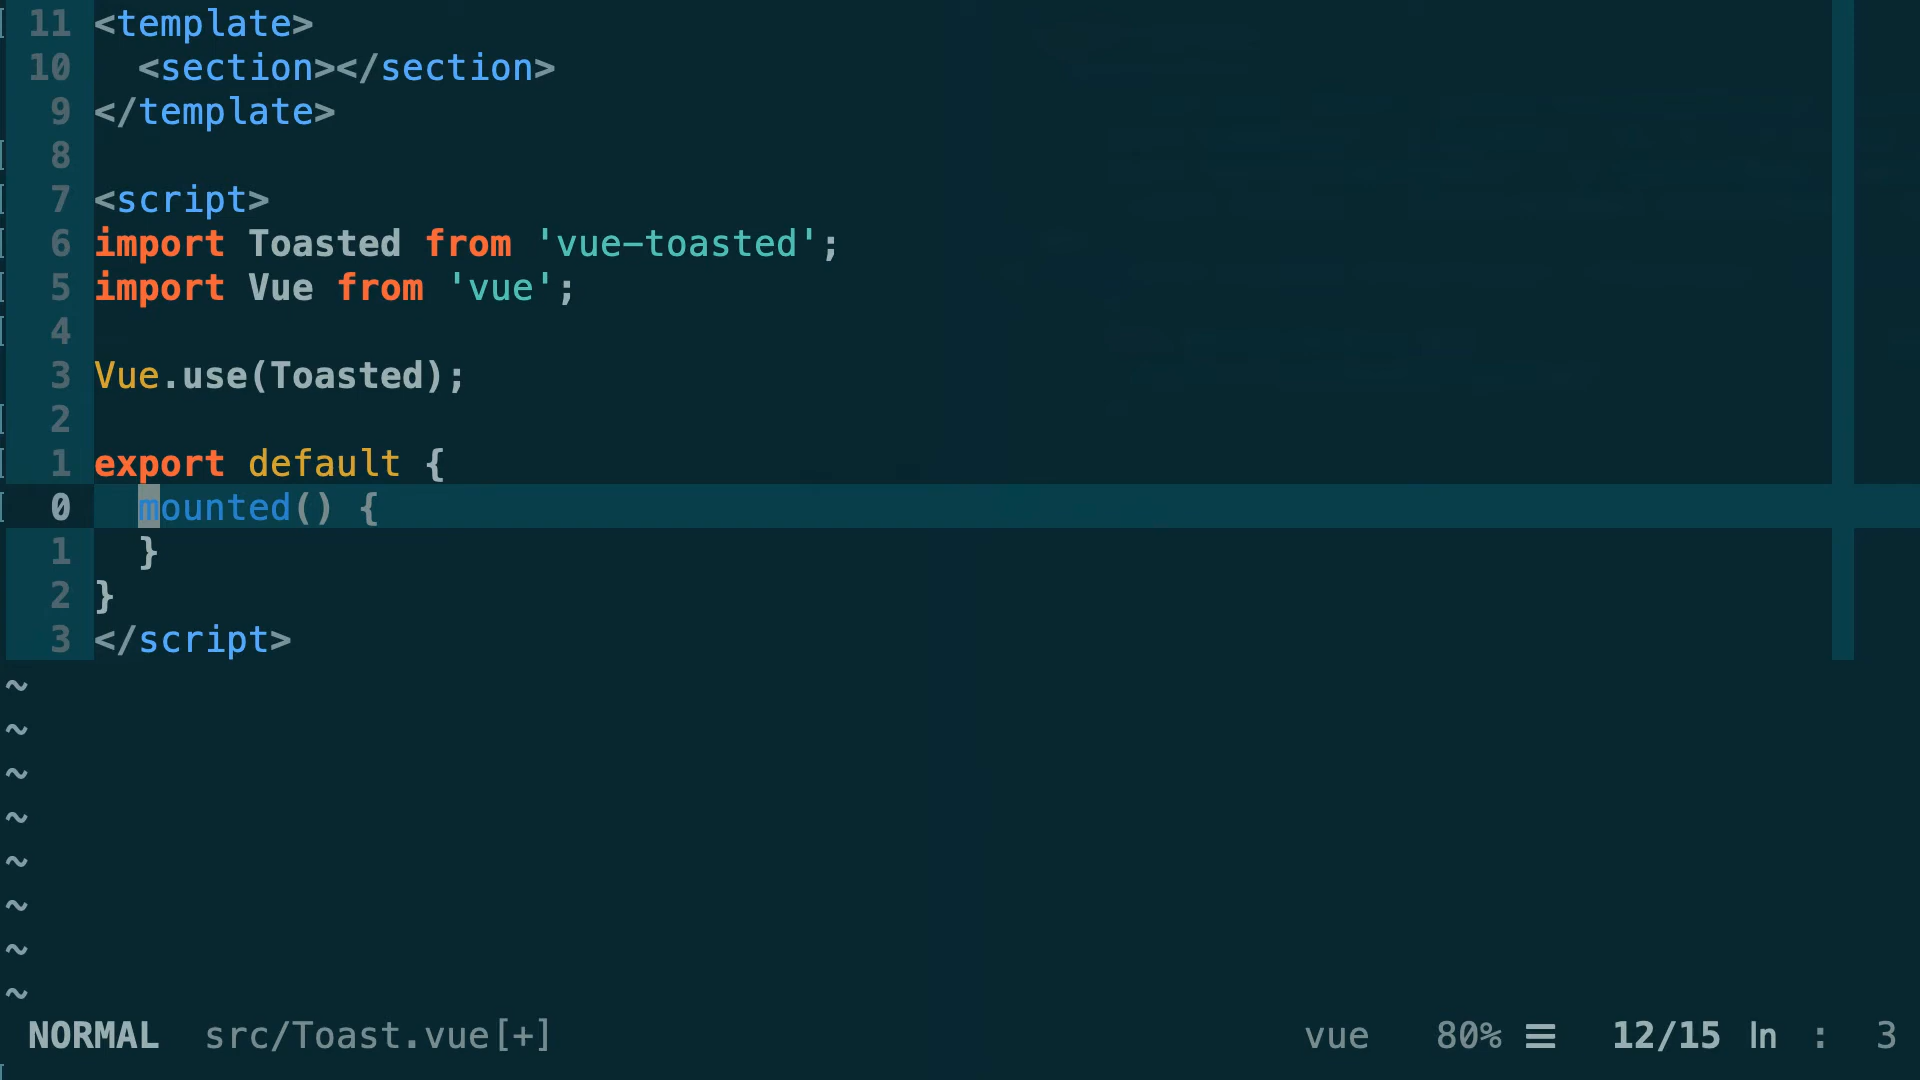 11 <template>
10   <section></section>
9 </template>
8
7 <script>
6 import Toasted from 'vue-toasted';
5 import Vue from 'vue';
4
3 Vue.use(Toasted);
2
1 export default {
0   mounted() {
1   }
2 }
3 </script>
~
~
~
~
~
~
~
~
NORMAL src/Toast.vue[+] vue 80% ☰ 12/15 ln : 3